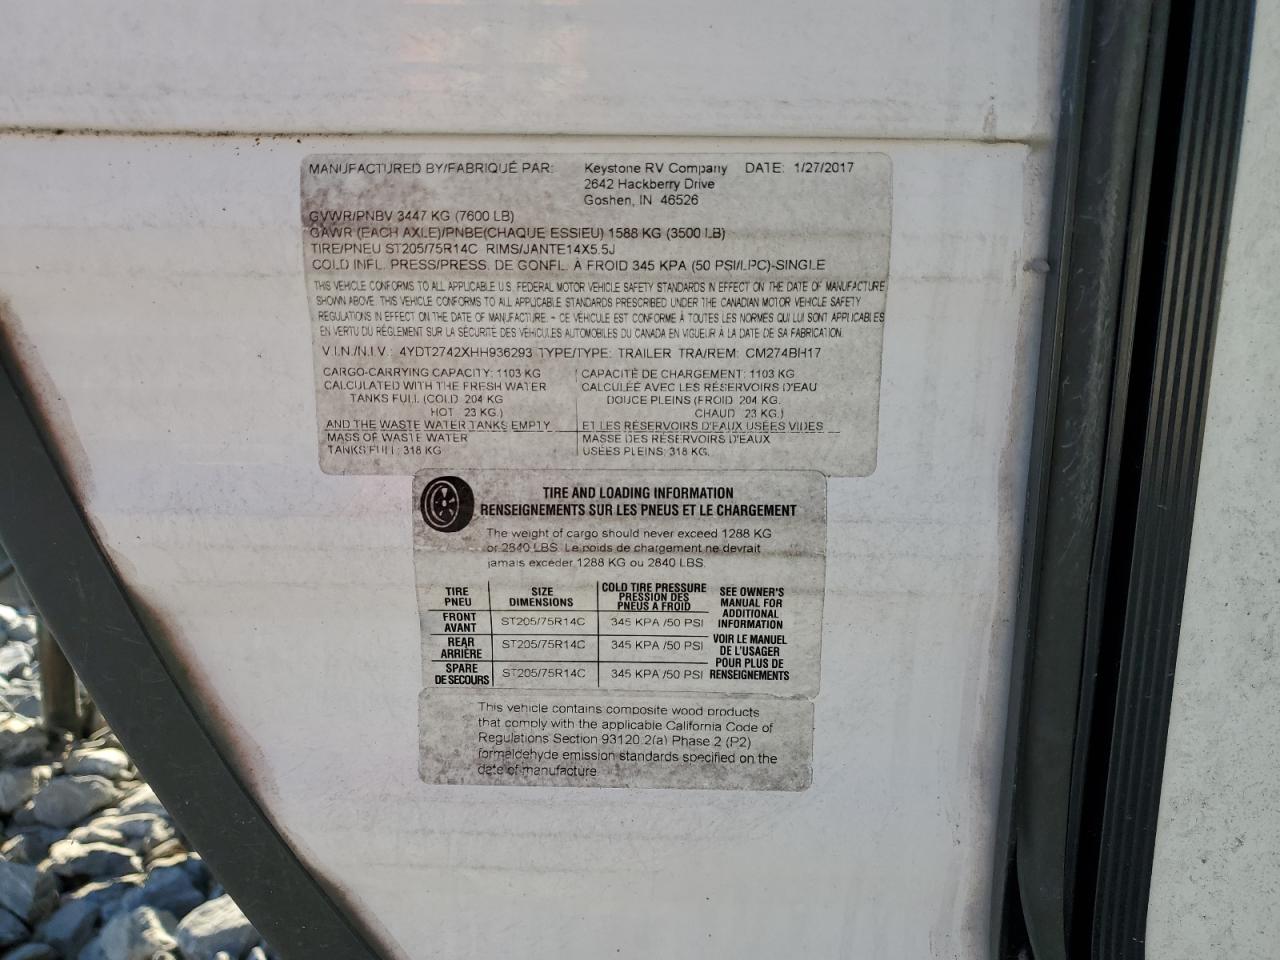 MANUFACTURED BY/FABRIQUÉ PAR: Keystone RV Company DATE: 1/27/2017
2642 Hackberry Drive
Goshen, IN 46526
GVWR/PNBV 3447 KG (7600 LB)
GAWR (EACH AXLE)/PNBE(CHAQUE ESSIEU) 1588 KG (3500 LB)
TIRE/PNEU ST205/75R14C RIMS/JANTE14X5.5J
COLD INFL. PRESS/PRESS. DE GONFL. À FROID 345 KPA (50 PSI/LPC)-SINGLE
THIS VEHICLE CONFORMS TO ALL APPLICABLE U.S. FEDERAL MOTOR VEHICLE SAFETY STANDARDS IN EFFECT ON THE DATE OF MANUFACTURE
SHOWN ABOVE. THIS VEHICLE CONFORMS TO ALL APPLICABLE STANDARDS PRESCRIBED UNDER THE CANADIAN MOTOR VEHICLE SAFETY
REGULATIONS IN EFFECT ON THE DATE OF MANUFACTURE. - CE VÉHICULE EST CONFORME À TOUTES LES NORMES QUI LUI SONT APPLICABLES
EN VERTU DU RÈGLEMENT SUR LA SÉCURITÉ DES VÉHICULES AUTOMOBILES DU CANADA EN VIGUEUR À LA DATE DE SA FABRICATION.
V.I.N./N.I.V.: 4YDT2742XHH936293 TYPE/TYPE: TRAILER TRA/REM: CM274BH17
CARGO-CARRYING CAPACITY: 1103 KG
CALCULATED WITH THE FRESH WATER
TANKS FULL (COLD 204 KG
HOT 23 KG.)
AND THE WASTE WATER TANKS EMPTY
MASS OF WASTE WATER
TANKS FULL: 318 KG
CAPACITÉ DE CHARGEMENT: 1103 KG
CALCULÉE AVEC LES RÉSERVOIRS D'EAU
DOUCE PLEINS (FROID 204 KG.
CHAUD 23 KG.)
ET LES RÉSERVOIRS D'EAUX USÉES VIDES
MASSE DES RÉSERVOIRS D'EAUX
USÉES PLEINS: 318 KG.
TIRE AND LOADING INFORMATION
RENSEIGNEMENTS SUR LES PNEUS ET LE CHARGEMENT
The weight of cargo should never exceed 1288 KG
or 2840 LBS. Le poids de chargement ne devrait
jamais exceder 1288 KG ou 2840 LBS.
TIRE
PNEU
SIZE
DIMENSIONS
COLD TIRE PRESSURE
PRESSION DES
PNEUS A FROID
FRONT
AVANT
ST205/75R14C
345 KPA /50 PSI
REAR
ARRIÈRE
ST205/75R14C
345 KPA /50 PSI
SPARE
DE SECOURS
ST205/75R14C
345 KPA /50 PSI
SEE OWNER'S
MANUAL FOR
ADDITIONAL
INFORMATION
VOIR LE MANUEL
DE L'USAGER
POUR PLUS DE
RENSEIGNEMENTS
This vehicle contains composite wood products
that comply with the applicable California Code of
Regulations Section 93120.2(a) Phase 2 (P2)
formaldehyde emission standards specified on the
date of manufacture.